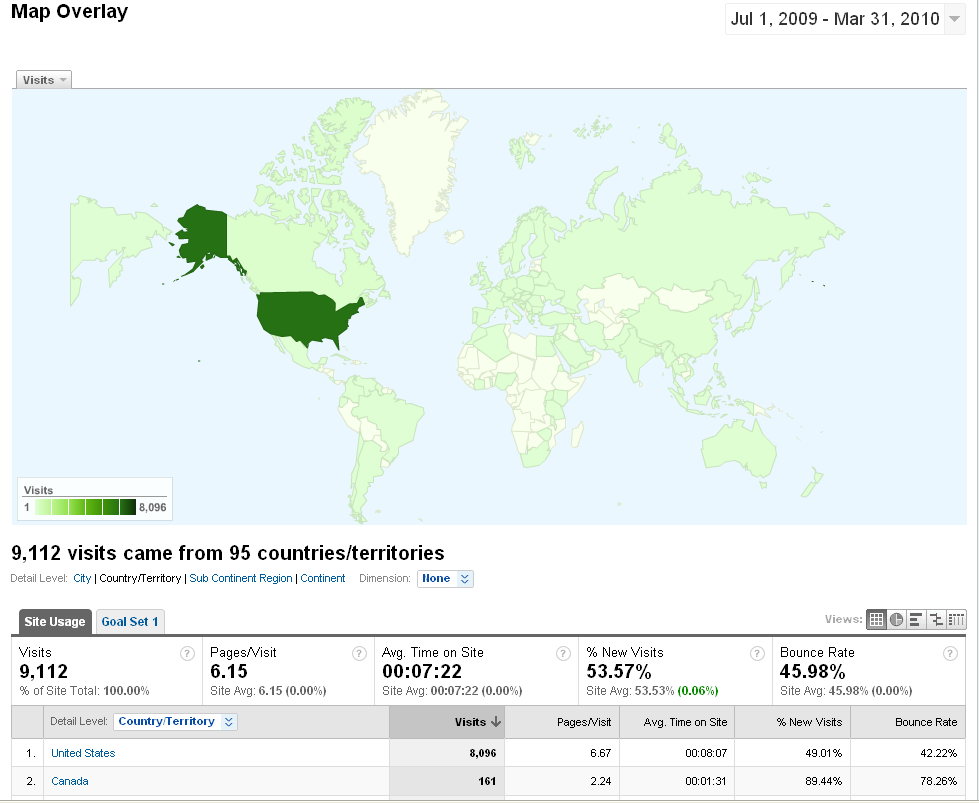 Map Overlay
Jul 1, 2009 - Mar 31, 2010
Visits
Visits
1 8,096
9,112 visits came from 95 countries/territories
Detail Level: City | Country/Territory | Sub Continent Region | Continent Dimension: None
Site Usage Goal Set 1 Views:
Visits ? Pages/Visit ? Avg. Time on Site ? % New Visits ? Bounce Rate ?
9,112 6.15 00:07:22 53.57% 45.98%
% of Site Total: 100.00% Site Avg: 6.15 (0.00%) Site Avg: 00:07:22 (0.00%) Site Avg: 53.53% (0.06%) Site Avg: 45.98% (0.00%)
Detail Level: Country/Territory Visits Pages/Visit Avg. Time on Site % New Visits Bounce Rate
1. United States 8,096 6.67 00:08:07 49.01% 42.22%
2. Canada 161 2.24 00:01:31 89.44% 78.26%